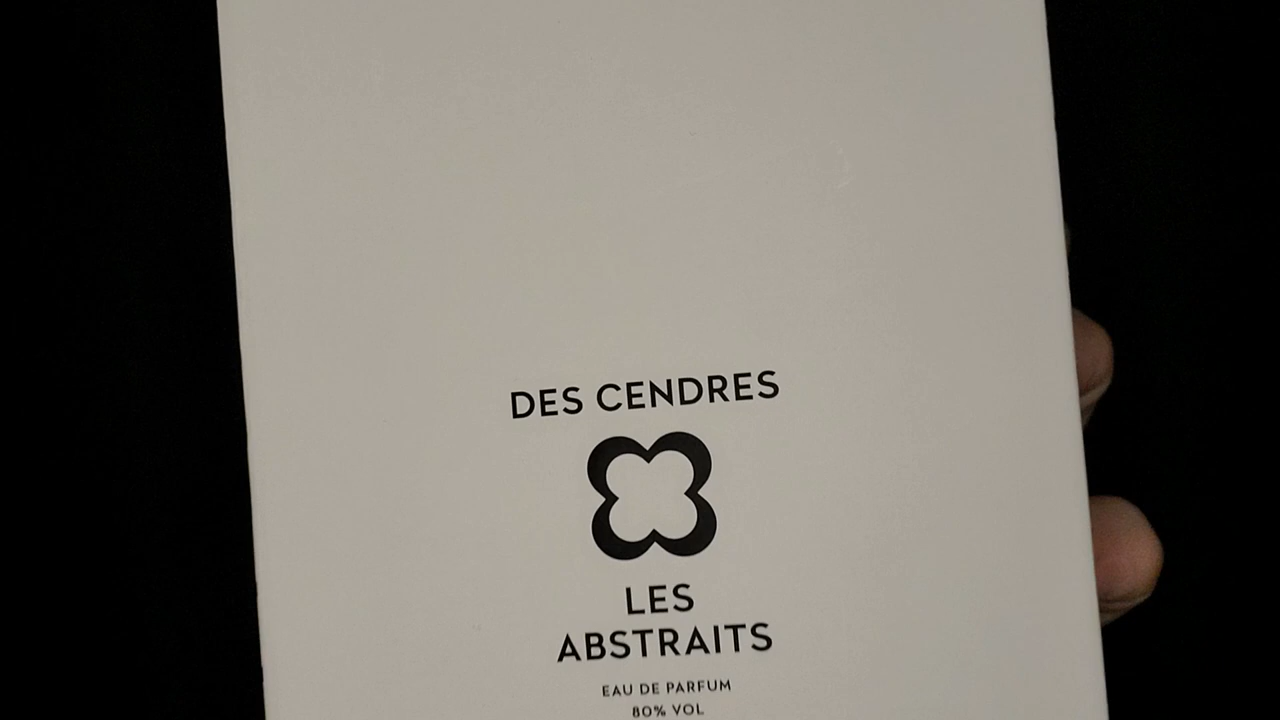 DES CENDRES
LES
ABSTRAITS
EAU DE PARFUM
80% VOL